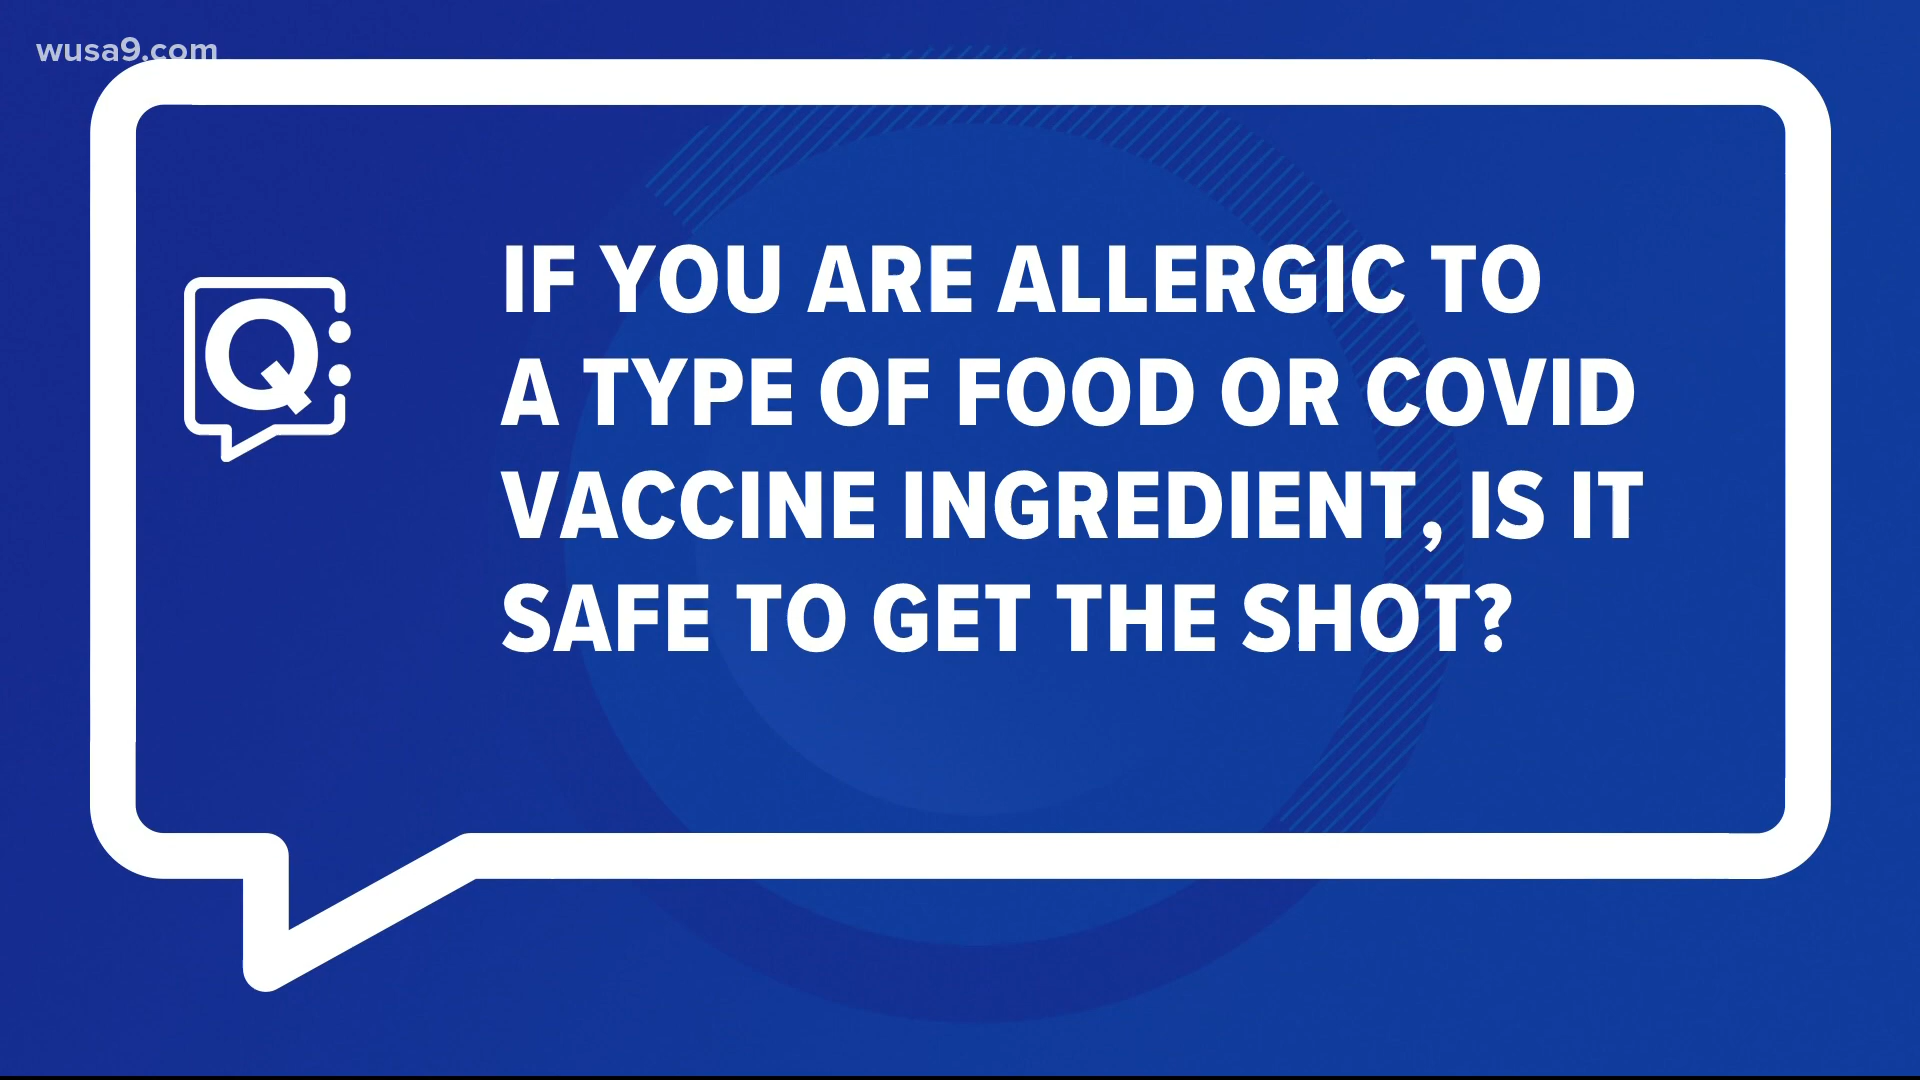 wusa9.com
Q:
IF YOU ARE ALLERGIC TO
A TYPE OF FOOD OR COVID
VACCINE INGREDIENT, IS IT
SAFE TO GET THE SHOT?